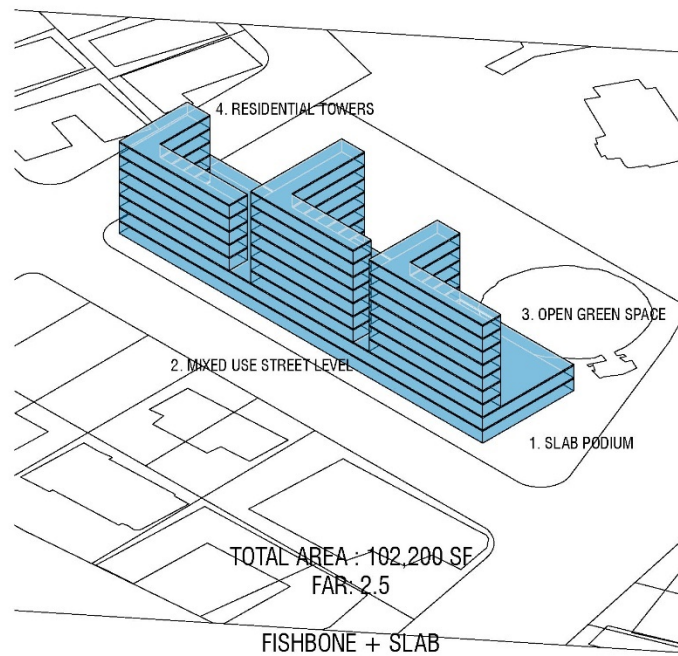 4. RESIDENTIAL TOWERS
3. OPEN GREEN SPACE
2. MIXED USE STREET LEVEL
1. SLAB PODIUM
TOTAL AREA : 102,200 SF
FAR: 2.5
FISHBONE + SLAB